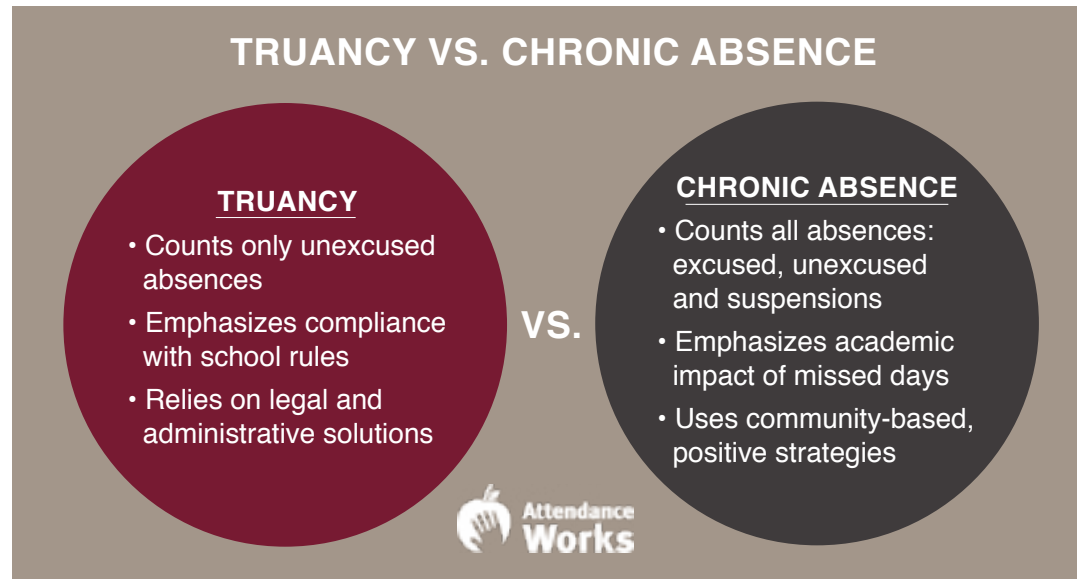 TRUANCY VS. CHRONIC ABSENCE
TRUANCY
• Counts only unexcused
absences
• Emphasizes compliance
with school rules
• Relies on legal and
administrative solutions
VS.
CHRONIC ABSENCE
• Counts all absences:
excused, unexcused
and suspensions
• Emphasizes academic
impact of missed days
• Uses community-based,
positive strategies
Attendance
Works